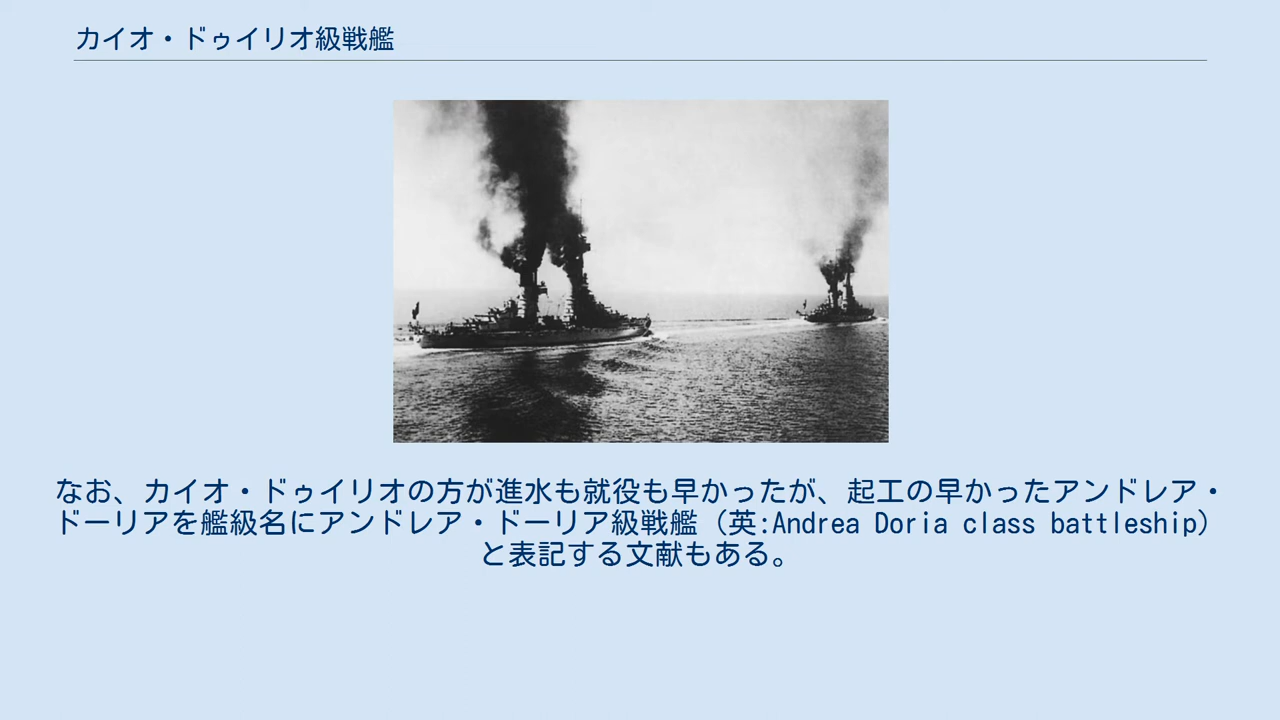 カイオ・ドゥイリオ級戦艦
なお、カイオ・ドゥイリオの方が進水も就役も早かったが、起工の早かったアンドレア・
ドーリアを艦級名にアンドレア・ドーリア級戦艦（英:Andrea Doria class battleship）
と表記する文献もある。